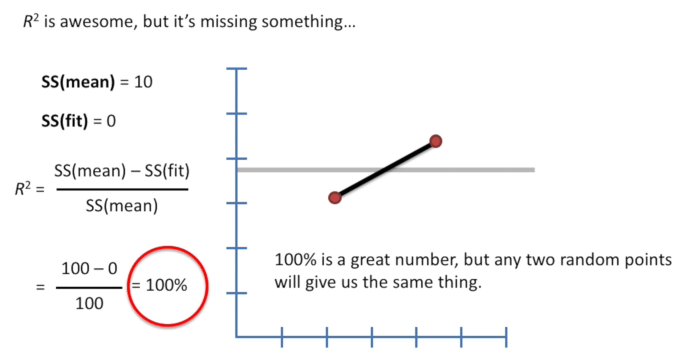 R² is awesome, but it's missing something...
SS(mean) = 10
SS(fit) = 0
R² = SS(mean) – SS(fit)
SS(mean)
= 100 – 0 = 100%
100
100% is a great number, but any two random points
will give us the same thing.